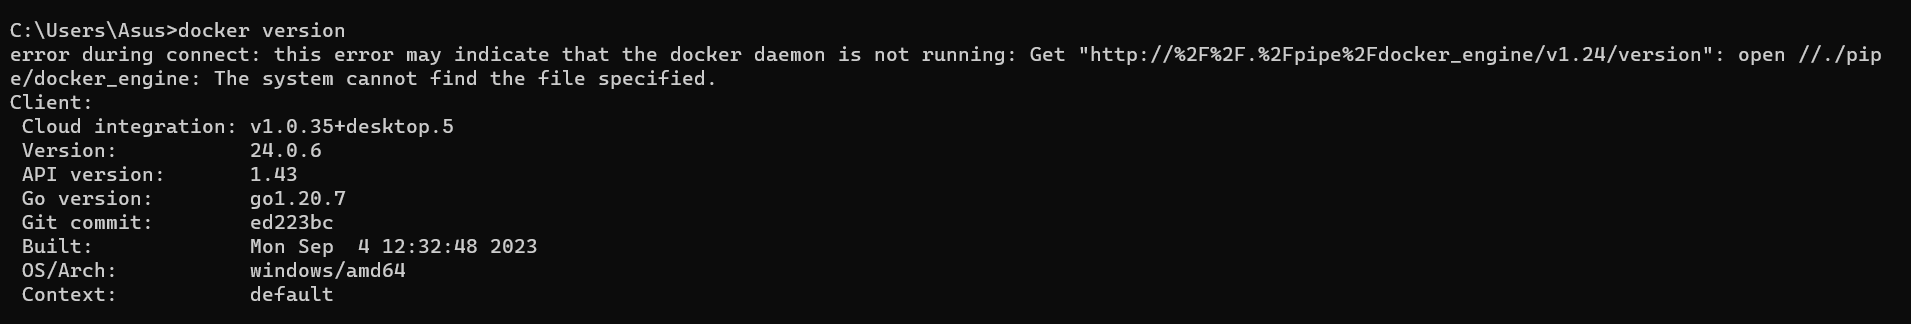 C:\Users\Asus>docker version
error during connect: this error may indicate that the docker daemon is not running: Get "http://%2F%2F.%2Fpipe%2Fdocker_engine/v1.24/version": open //./pip
e/docker_engine: The system cannot find the file specified.
Client:
 Cloud integration: v1.0.35+desktop.5
 Version:           24.0.6
 API version:       1.43
 Go version:        go1.20.7
 Git commit:        ed223bc
 Built:             Mon Sep  4 12:32:48 2023
 OS/Arch:           windows/amd64
 Context:           default